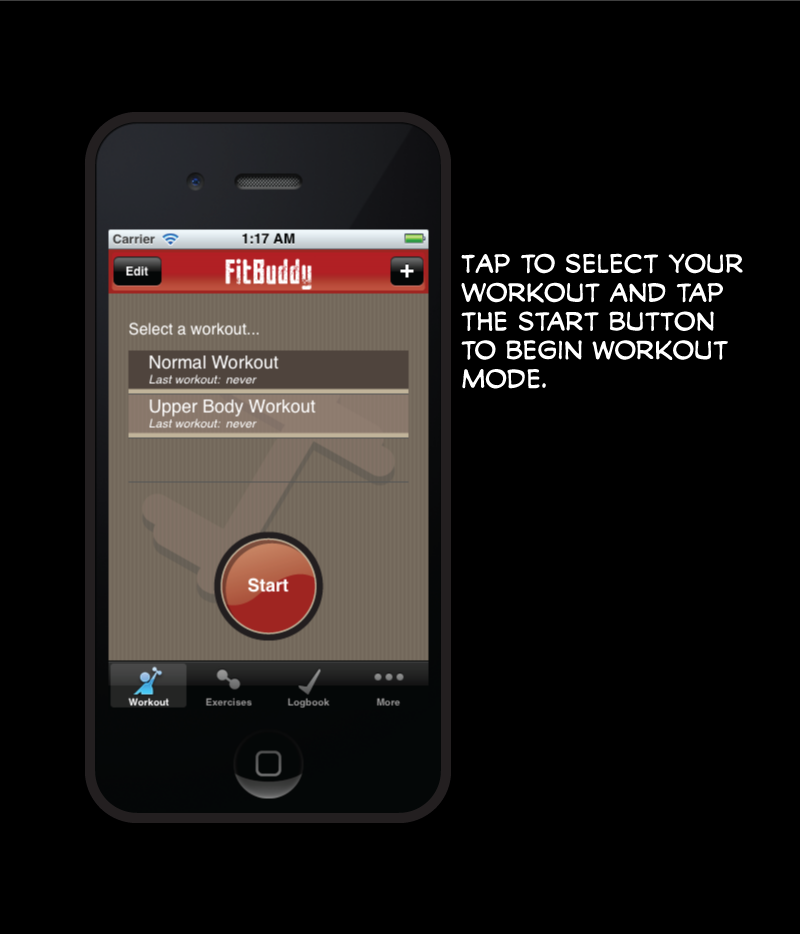 Carrier 1:17 AM
Edit FitBuddy +
Select a workout...
Normal Workout
Last workout: never
Upper Body Workout
Last workout: never
Start
Workout Exercises Logbook More
TAP TO SELECT YOUR
WORKOUT AND TAP
THE START BUTTON
TO BEGIN WORKOUT
MODE.